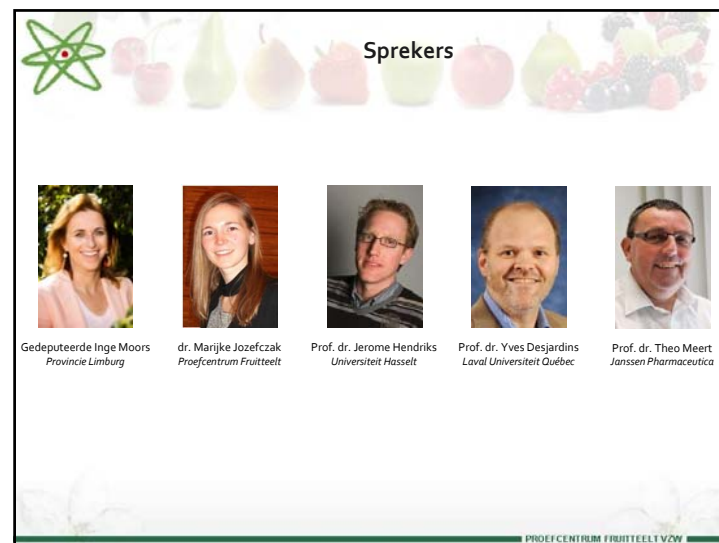 Sprekers
Gedeputeerde Inge Moors
Provincie Limburg
dr. Marijke Jozefczak
Proefcentrum Fruitteelt
Prof. dr. Jerome Hendriks
Universiteit Hasselt
Prof. dr. Yves Desjardins
Laval Universiteit Québec
Prof. dr. Theo Meert
Janssen Pharmaceutica
PROEFCENTRUM FRUITTEELT VZW